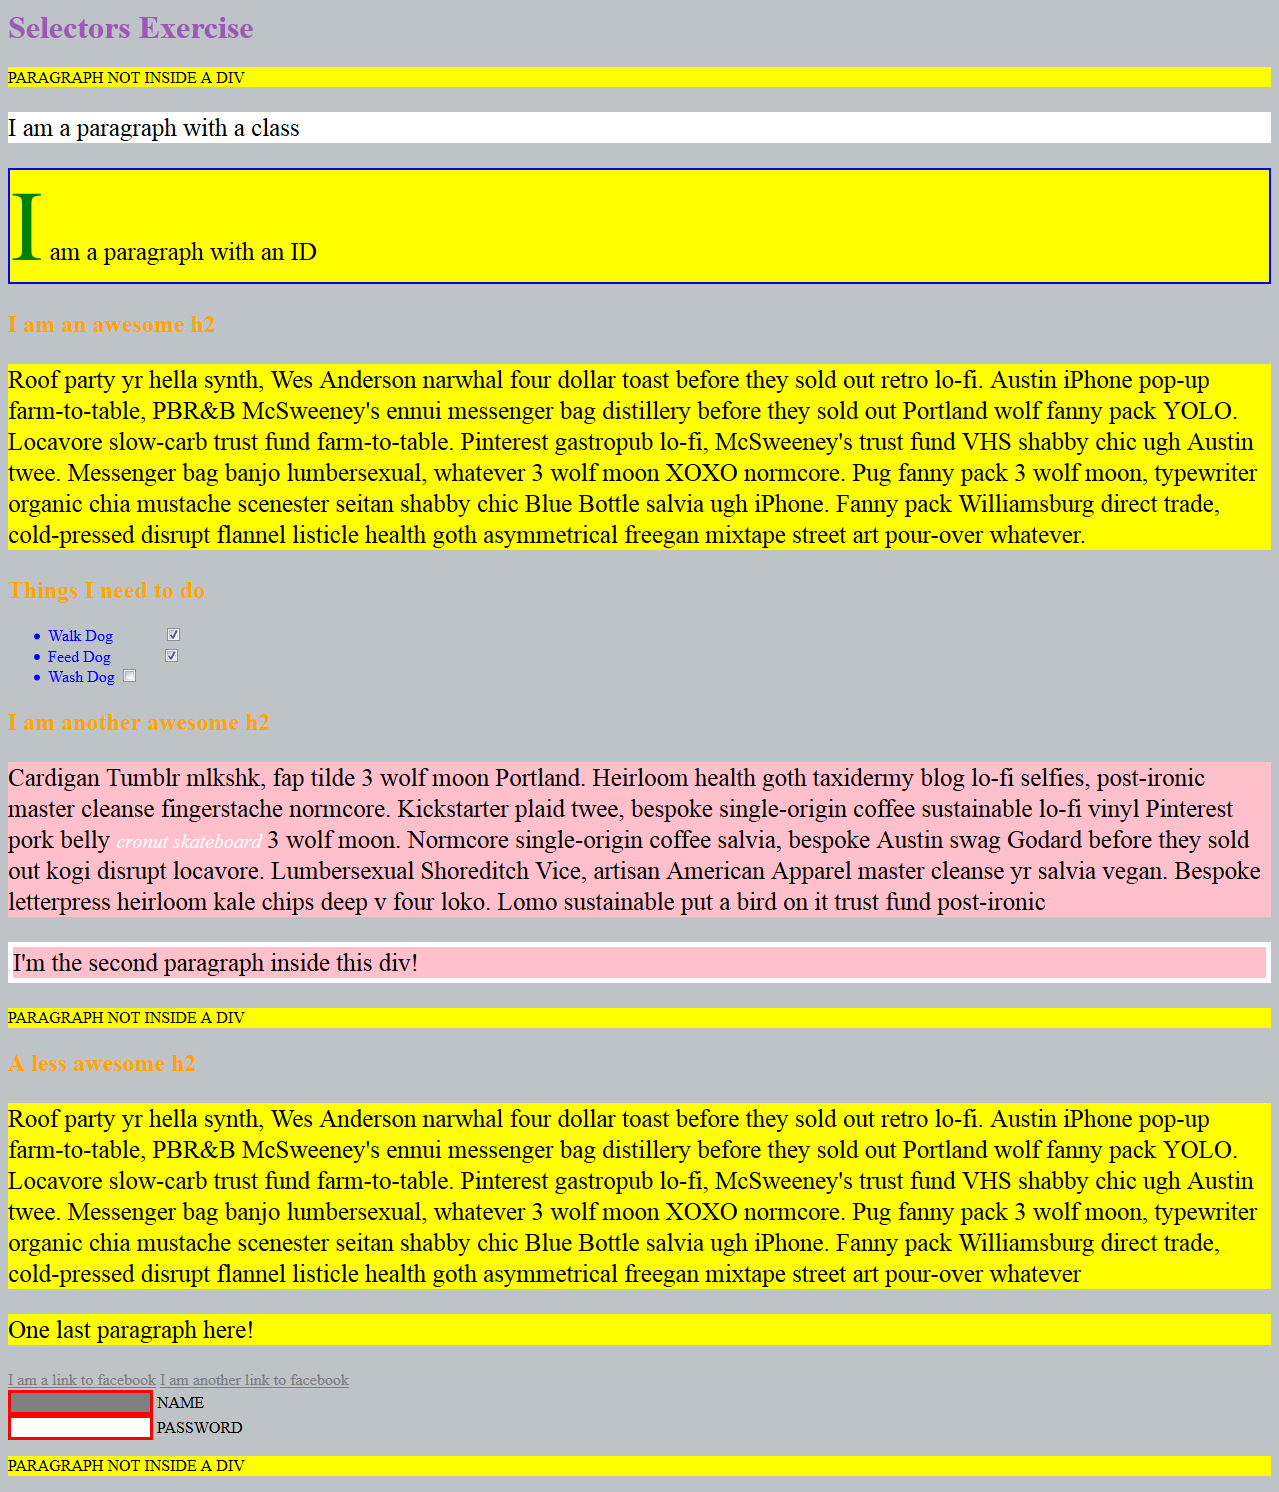 Selectors Exercise
PARAGRAPH NOT INSIDE A DIV
I am a paragraph with a class
I am a paragraph with an ID
I am an awesome h2
Roof party yr hella synth, Wes Anderson narwhal four dollar toast before they sold out retro lo-fi. Austin iPhone pop-up
farm-to-table, PBR&B McSweeney's ennui messenger bag distillery before they sold out Portland wolf fanny pack YOLO.
Locavore slow-carb trust fund farm-to-table. Pinterest gastropub lo-fi, McSweeney's trust fund VHS shabby chic ugh Austin
twee. Messenger bag banjo lumbersexual, whatever 3 wolf moon XOXO normcore. Pug fanny pack 3 wolf moon, typewriter
organic chia mustache scenester seitan shabby chic Blue Bottle salvia ugh iPhone. Fanny pack Williamsburg direct trade,
cold-pressed disrupt flannel listicle health goth asymmetrical freegan mixtape street art pour-over whatever.
Things I need to do
Walk Dog
Feed Dog
Wash Dog
I am another awesome h2
Cardigan Tumblr mlkshk, fap tilde 3 wolf moon Portland. Heirloom health goth taxidermy blog lo-fi selfies, post-ironic
master cleanse fingerstache normcore. Kickstarter plaid twee, bespoke single-origin coffee sustainable lo-fi vinyl Pinterest
pork belly cronut skateboard 3 wolf moon. Normcore single-origin coffee salvia, bespoke Austin swag Godard before they sold
out kogi disrupt locavore. Lumbersexual Shoreditch Vice, artisan American Apparel master cleanse yr salvia vegan. Bespoke
letterpress heirloom kale chips deep v four loko. Lomo sustainable put a bird on it trust fund post-ironic
I'm the second paragraph inside this div!
PARAGRAPH NOT INSIDE A DIV
A less awesome h2
Roof party yr hella synth, Wes Anderson narwhal four dollar toast before they sold out retro lo-fi. Austin iPhone pop-up
farm-to-table, PBR&B McSweeney's ennui messenger bag distillery before they sold out Portland wolf fanny pack YOLO.
Locavore slow-carb trust fund farm-to-table. Pinterest gastropub lo-fi, McSweeney's trust fund VHS shabby chic ugh Austin
twee. Messenger bag banjo lumbersexual, whatever 3 wolf moon XOXO normcore. Pug fanny pack 3 wolf moon, typewriter
organic chia mustache scenester seitan shabby chic Blue Bottle salvia ugh iPhone. Fanny pack Williamsburg direct trade,
cold-pressed disrupt flannel listicle health goth asymmetrical freegan mixtape street art pour-over whatever
One last paragraph here!
I am a link to facebook I am another link to facebook
NAME
PASSWORD
PARAGRAPH NOT INSIDE A DIV